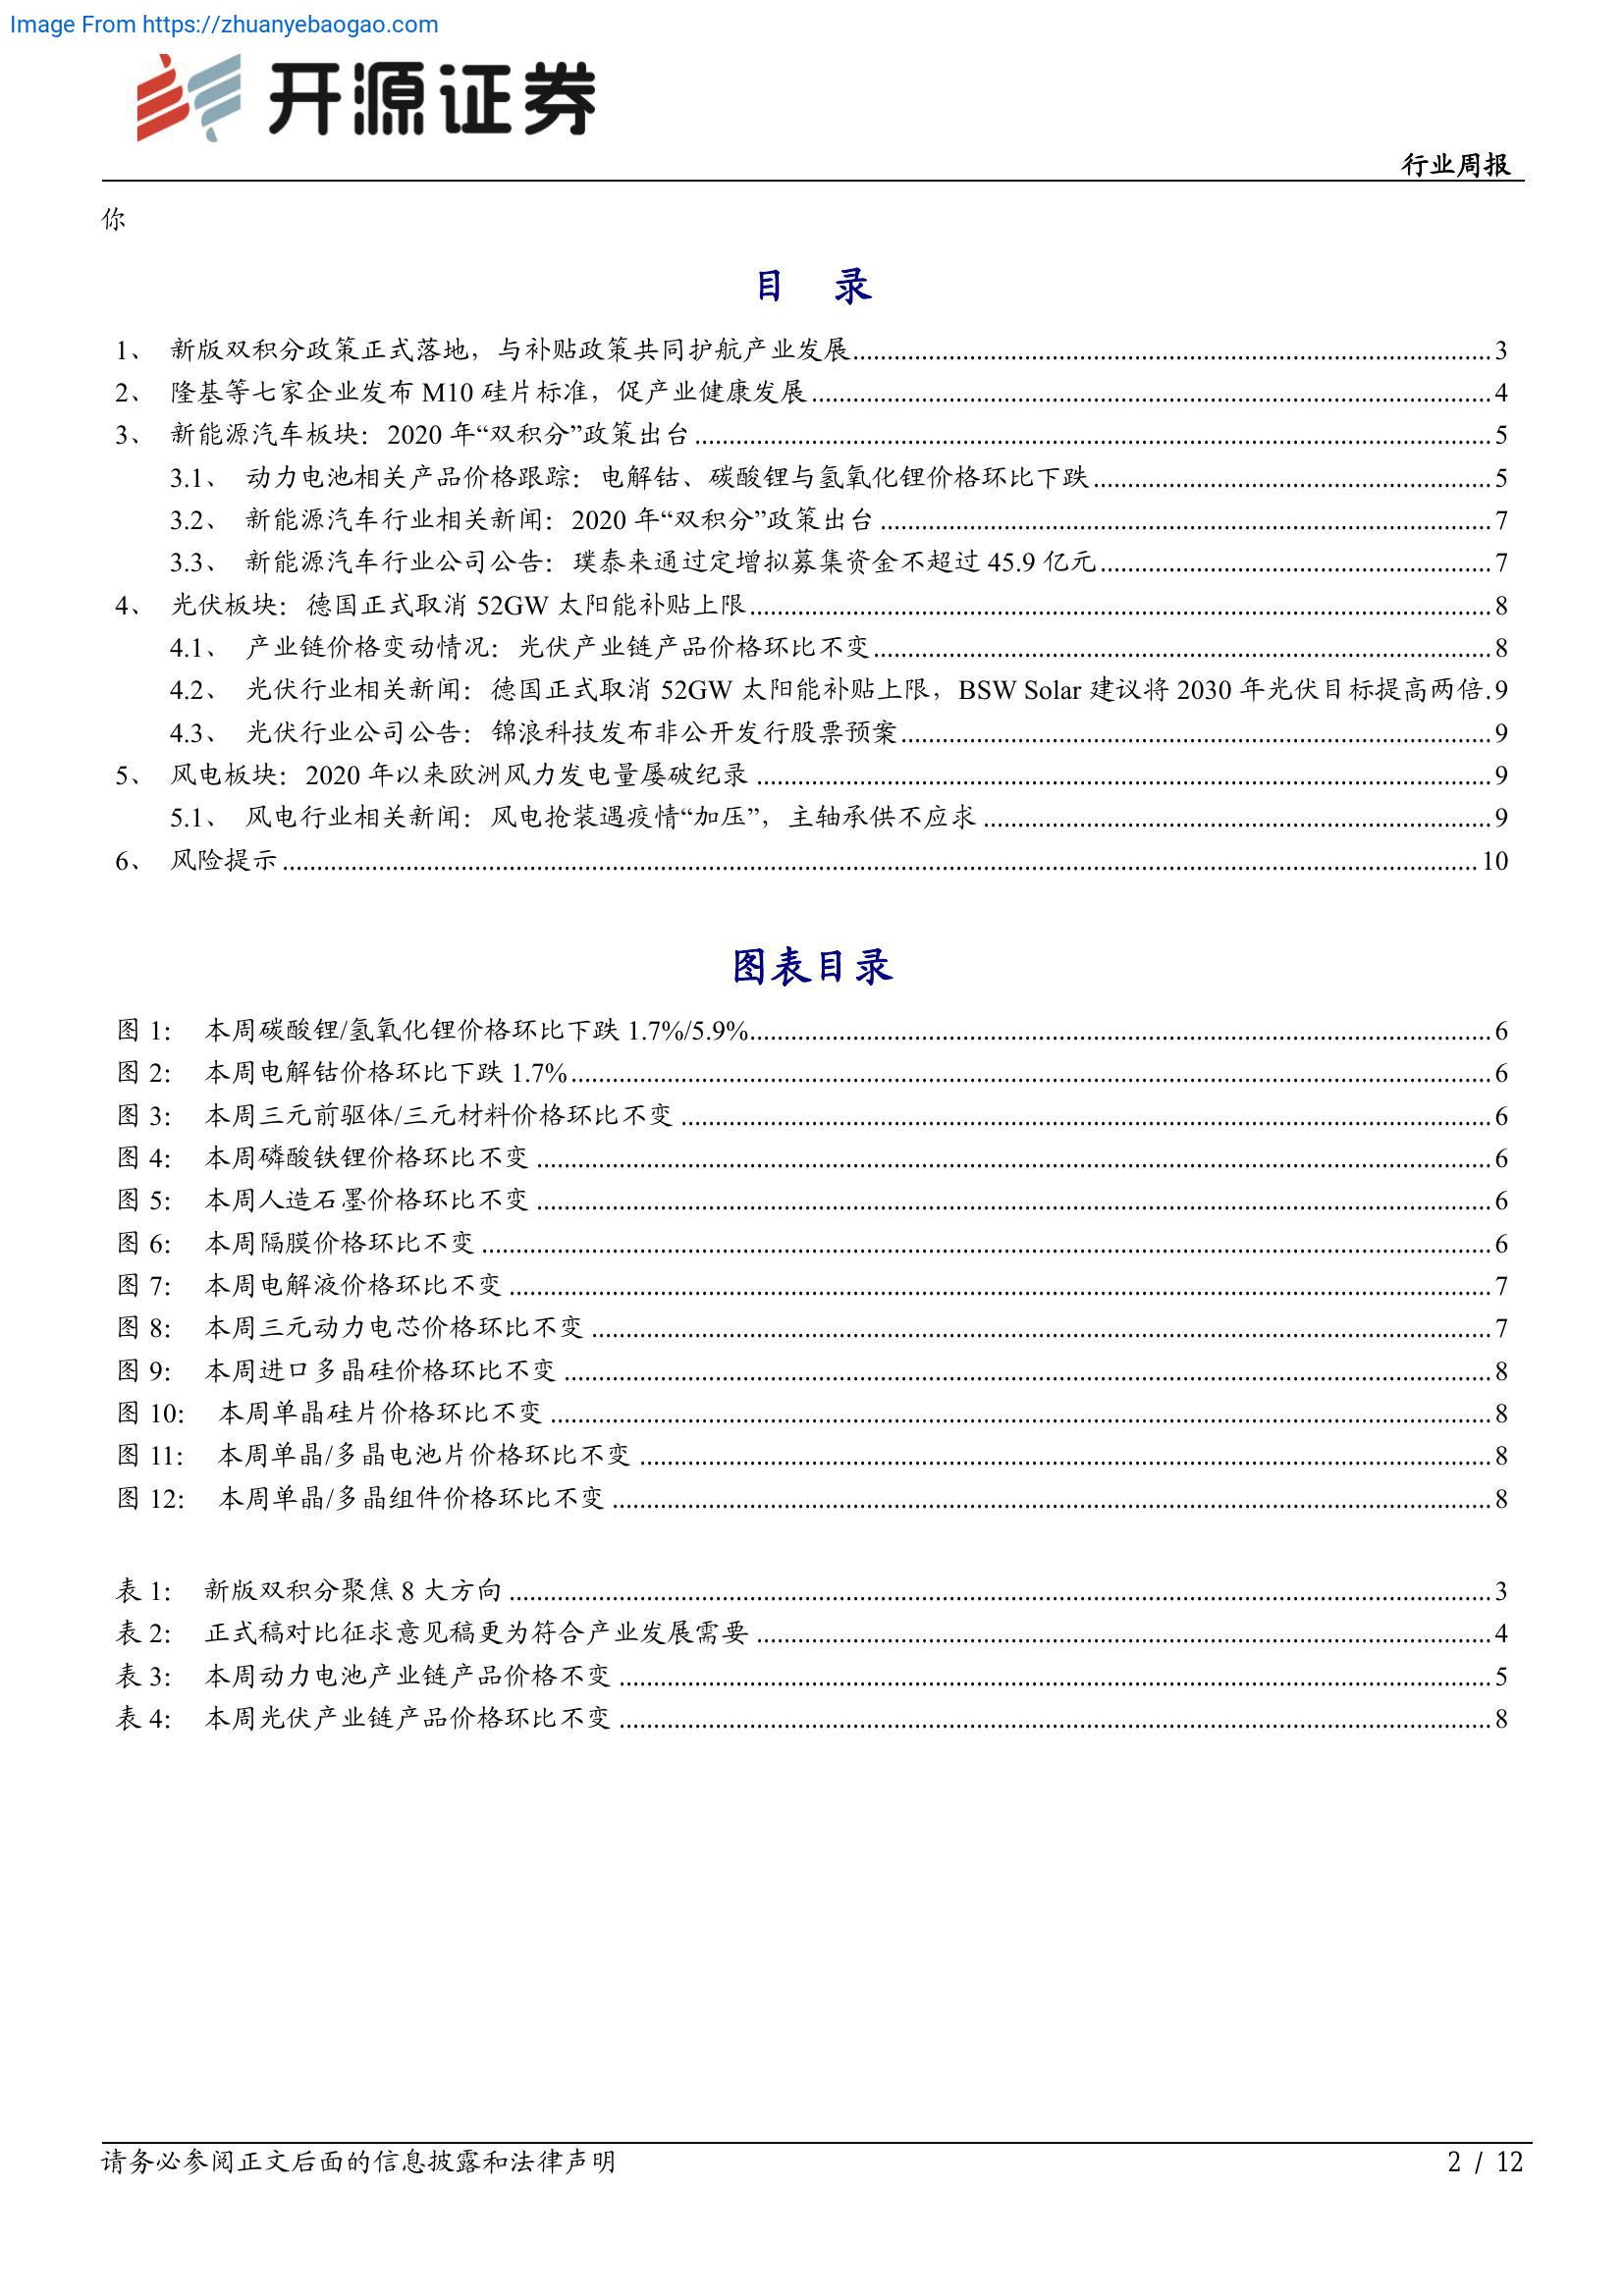 Image From https://zhuanyebaogao.com
开源证券
行业周报
你
目 录
1、 新版双积分政策正式落地，与补贴政策共同护航产业发展 3
2、 隆基等七家企业发布 M10 硅片标准，促产业健康发展 4
3、 新能源汽车板块：2020 年“双积分”政策出台 5
3.1、 动力电池相关产品价格跟踪：电解钴、碳酸锂与氢氧化锂价格环比下跌 5
3.2、 新能源汽车行业相关新闻：2020 年“双积分”政策出台 7
3.3、 新能源汽车行业公司公告：璞泰来通过定增拟募集资金不超过 45.9 亿元 7
4、 光伏板块：德国正式取消 52GW 太阳能补贴上限 8
4.1、 产业链价格变动情况：光伏产业链产品价格环比不变 8
4.2、 光伏行业相关新闻：德国正式取消 52GW 太阳能补贴上限，BSW Solar 建议将 2030 年光伏目标提高两倍 9
4.3、 光伏行业公司公告：锦浪科技发布非公开发行股票预案 9
5、 风电板块：2020 年以来欧洲风力发电量屡破纪录 9
5.1、 风电行业相关新闻：风电抢装遇疫情“加压”，主轴承供不应求 9
6、 风险提示 10
图表目录
图 1： 本周碳酸锂/氢氧化锂价格环比下跌 1.7%/5.9% 6
图 2： 本周电解钴价格环比下跌 1.7% 6
图 3： 本周三元前驱体/三元材料价格环比不变 6
图 4： 本周磷酸铁锂价格环比不变 6
图 5： 本周人造石墨价格环比不变 6
图 6： 本周隔膜价格环比不变 6
图 7： 本周电解液价格环比不变 7
图 8： 本周三元动力电芯价格环比不变 7
图 9： 本周进口多晶硅价格环比不变 8
图 10： 本周单晶硅片价格环比不变 8
图 11： 本周单晶/多晶电池片价格环比不变 8
图 12： 本周单晶/多晶组件价格环比不变 8
表 1： 新版双积分聚焦 8 大方向 3
表 2： 正式稿对比征求意见稿更为符合产业发展需要 4
表 3： 本周动力电池产业链产品价格不变 5
表 4： 本周光伏产业链产品价格环比不变 8
请务必参阅正文后面的信息披露和法律声明
2 / 12